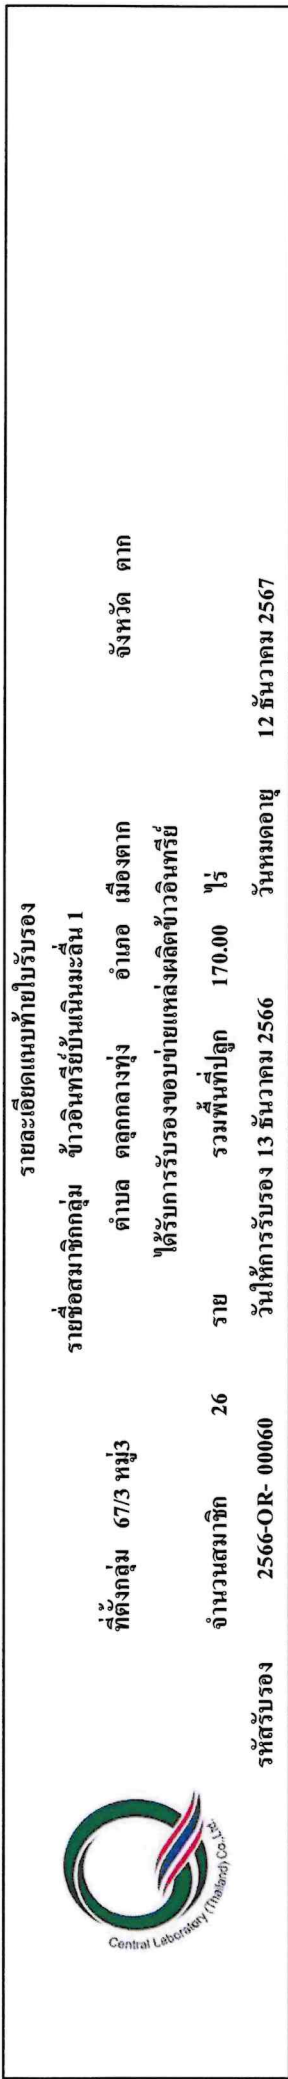 รายละเอียดแนบท้ายใบรับรอง
รายชื่อสมาชิกกลุ่ม ข้าวอินทรีย์บ้นเนินมะลื่น 1
ที่ตั้งกลุ่ม 67/3 หมู่3 ตำบล ตลุกกลางทุ่ง อำเภอ เมืองตาก จังหวัด ตาก
ได้รับการรับรองขอบข่ายแหล่งผลิตข้าวอินทรีย์
จำนวนสมาชิก 26 ราย รวมพื้นที่ปลูก 170.00 ไร่
รหัสรับรอง 2566-OR- 00060 วันให้การรับรอง 13 ธันวาคม 2566 วันหมดอายุ 12 ธันวาคม 2567
Central Laboratory (Thailand) Co.,Ltd.